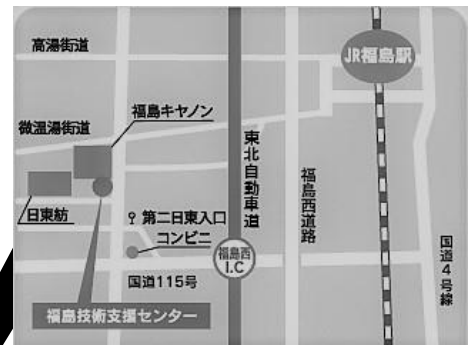 高湯街道
JR福島駅
福島キヤノン
微温湯街道
東北自動車道
福島西道路
日東紡
第二日東入口
コンビニ
福島西
I.C
国道4号線
国道115号
福島技術支援センター